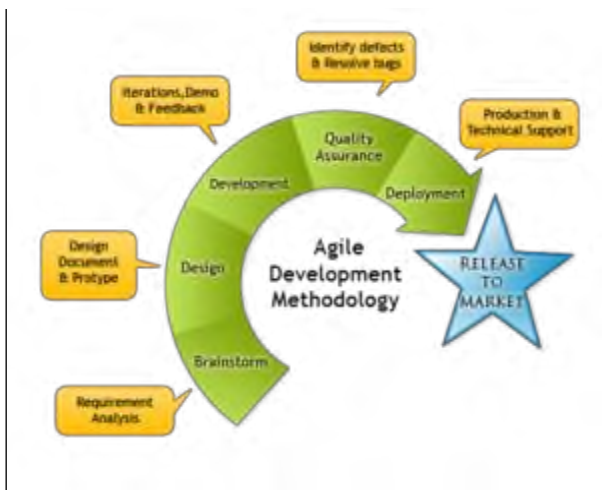 Identify defects
& Resolve bugs
Iterations,Demo
& Feedback
Production &
Technical Support
Quality
Assurance
Development
Deployment
Design
Document
& Protype
Design
Agile
Development
Methodology
RELEASE
TO
MARKET
Brainstorm
Requirement
Analysis